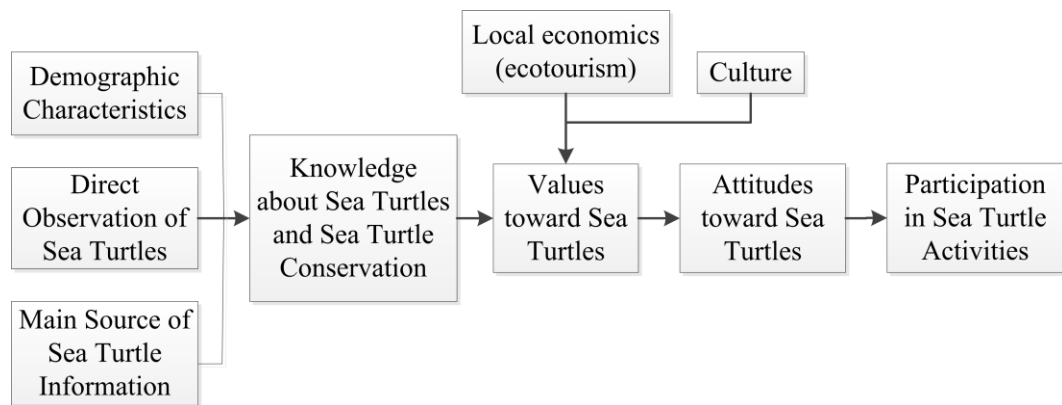 Demographic
Characteristics
Direct
Observation of
Sea Turtles
Main Source of
Sea Turtle
Information
Knowledge
about Sea Turtles
and Sea Turtle
Conservation
Local economics
(ecotourism)
Culture
Values
toward Sea
Turtles
Attitudes
toward Sea
Turtles
Participation
in Sea Turtle
Activities